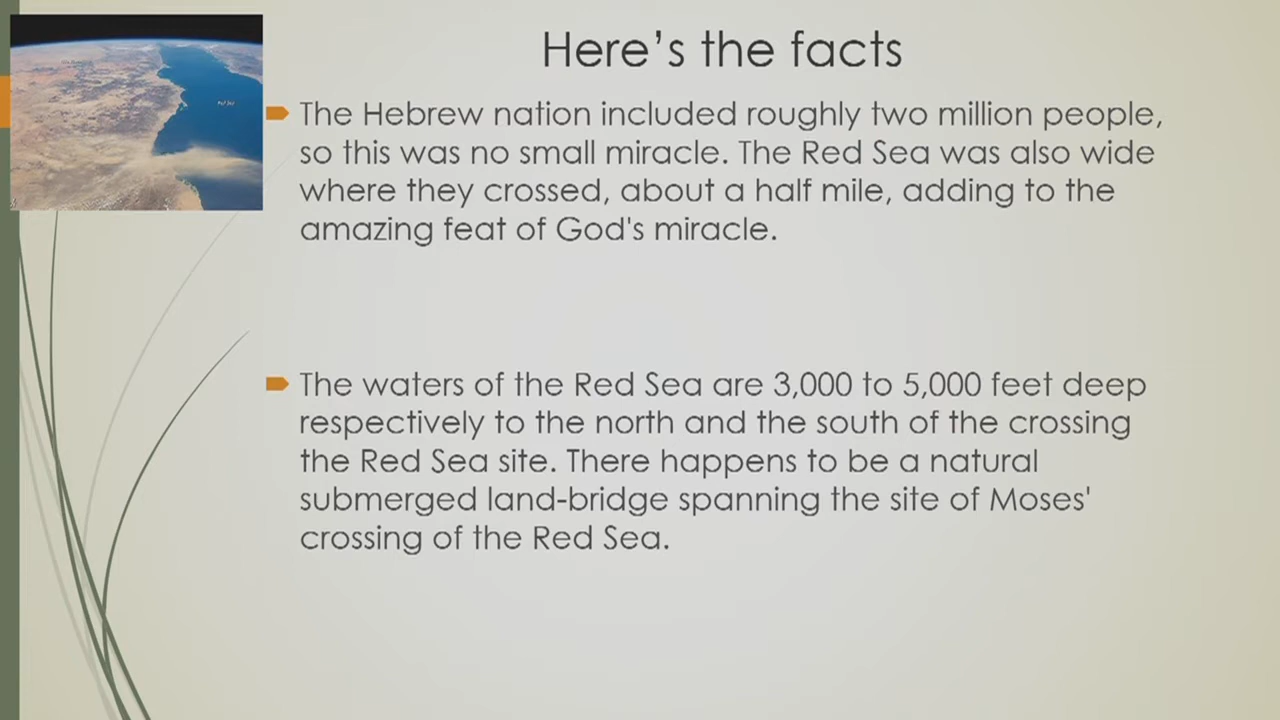 Here's the facts
The Hebrew nation included roughly two million people,
so this was no small miracle. The Red Sea was also wide
where they crossed, about a half mile, adding to the
amazing feat of God's miracle.
The waters of the Red Sea are 3,000 to 5,000 feet deep
respectively to the north and the south of the crossing
the Red Sea site. There happens to be a natural
submerged land-bridge spanning the site of Moses'
crossing of the Red Sea.